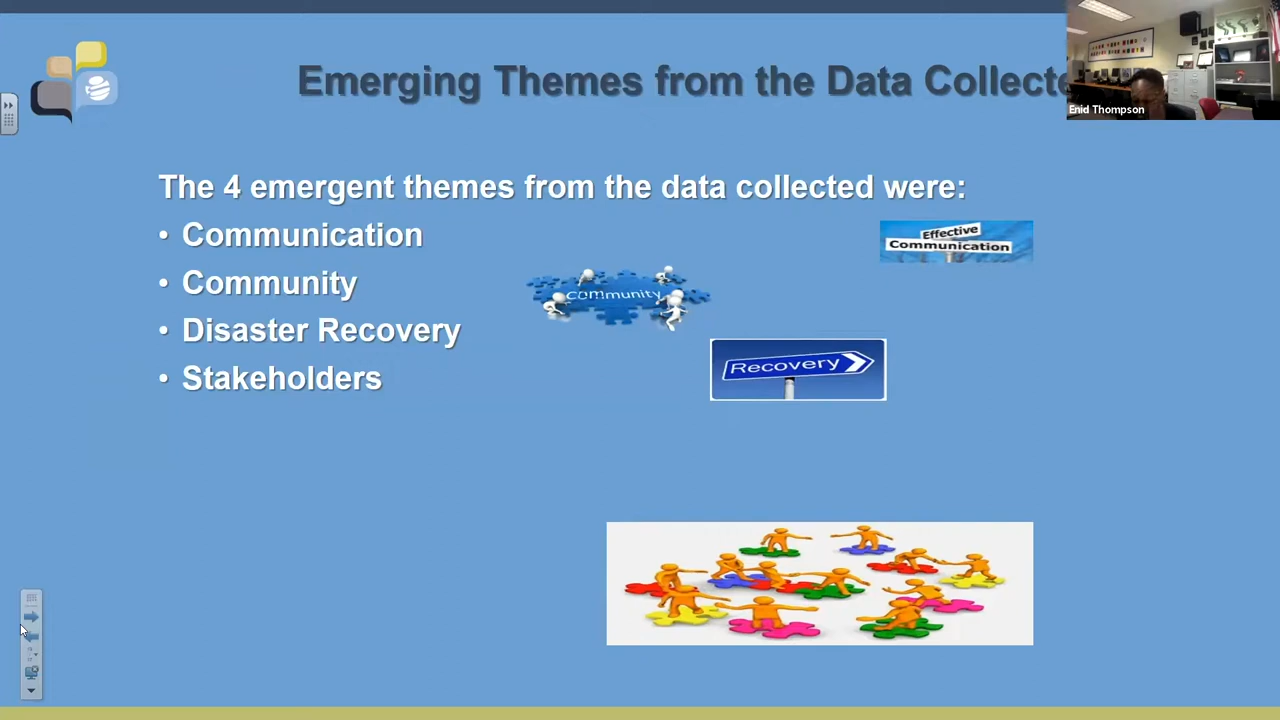 Emerging Themes from the Data Collecte
Enid Thompson
The 4 emergent themes from the data collected were:
• Communication
• Community
• Disaster Recovery
• Stakeholders
Effective
Communication
community
Recovery